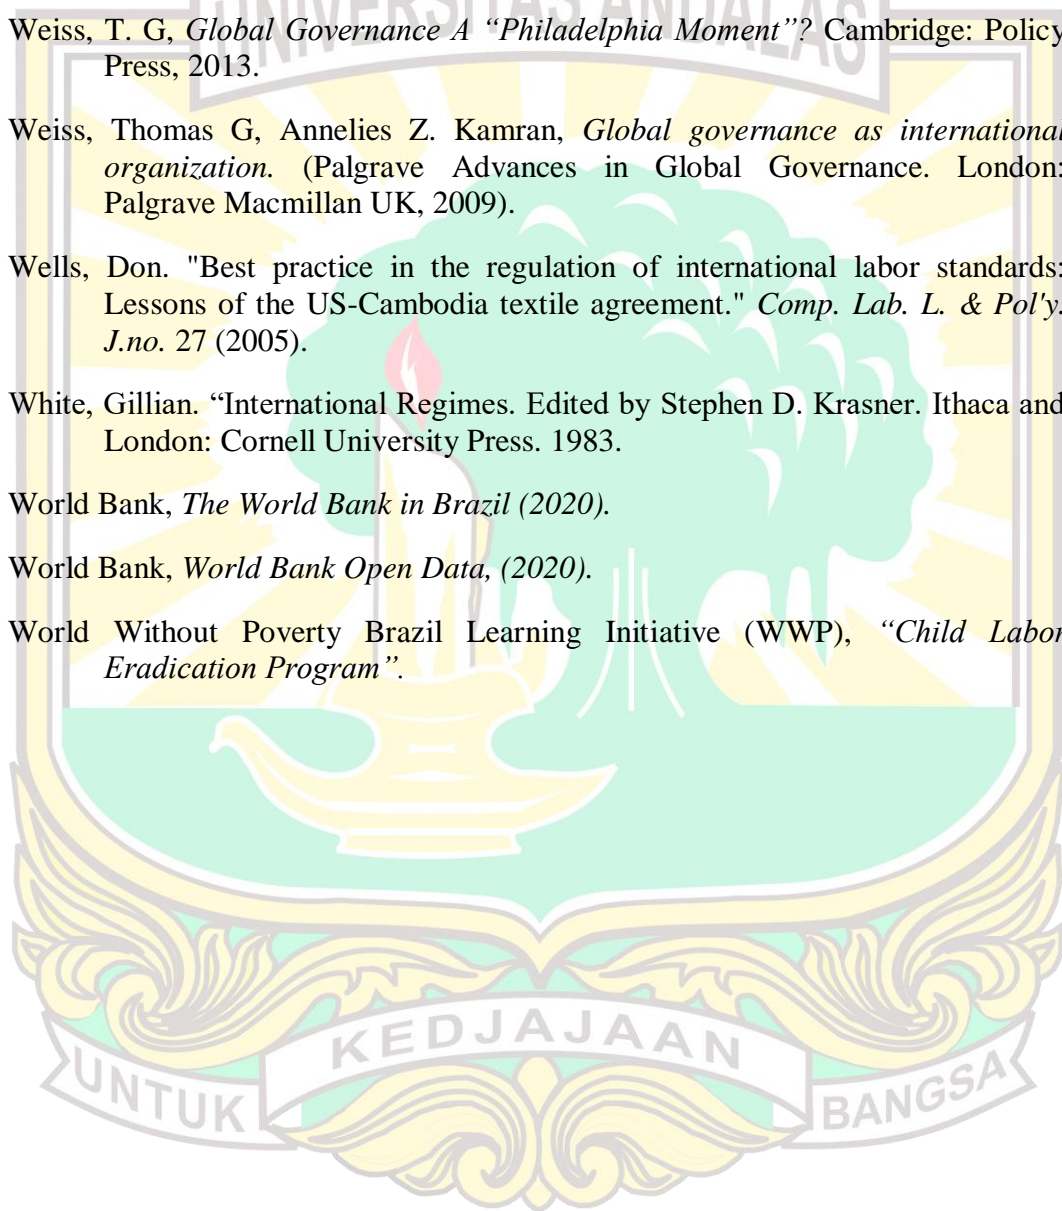 UNIVERSITAS ANDALAS
Weiss, T. G, Global Governance A “Philadelphia Moment”? Cambridge: Policy
Press, 2013.
Weiss, Thomas G, Annelies Z. Kamran, Global governance as international
organization. (Palgrave Advances in Global Governance. London:
Palgrave Macmillan UK, 2009).
Wells, Don. "Best practice in the regulation of international labor standards:
Lessons of the US-Cambodia textile agreement." Comp. Lab. L. & Pol'y.
J.no. 27 (2005).
White, Gillian. “International Regimes. Edited by Stephen D. Krasner. Ithaca and
London: Cornell University Press. 1983.
World Bank, The World Bank in Brazil (2020).
World Bank, World Bank Open Data, (2020).
World Without Poverty Brazil Learning Initiative (WWP), “Child Labor
Eradication Program”.
UNTUK KEDJAJAAN BANGSA